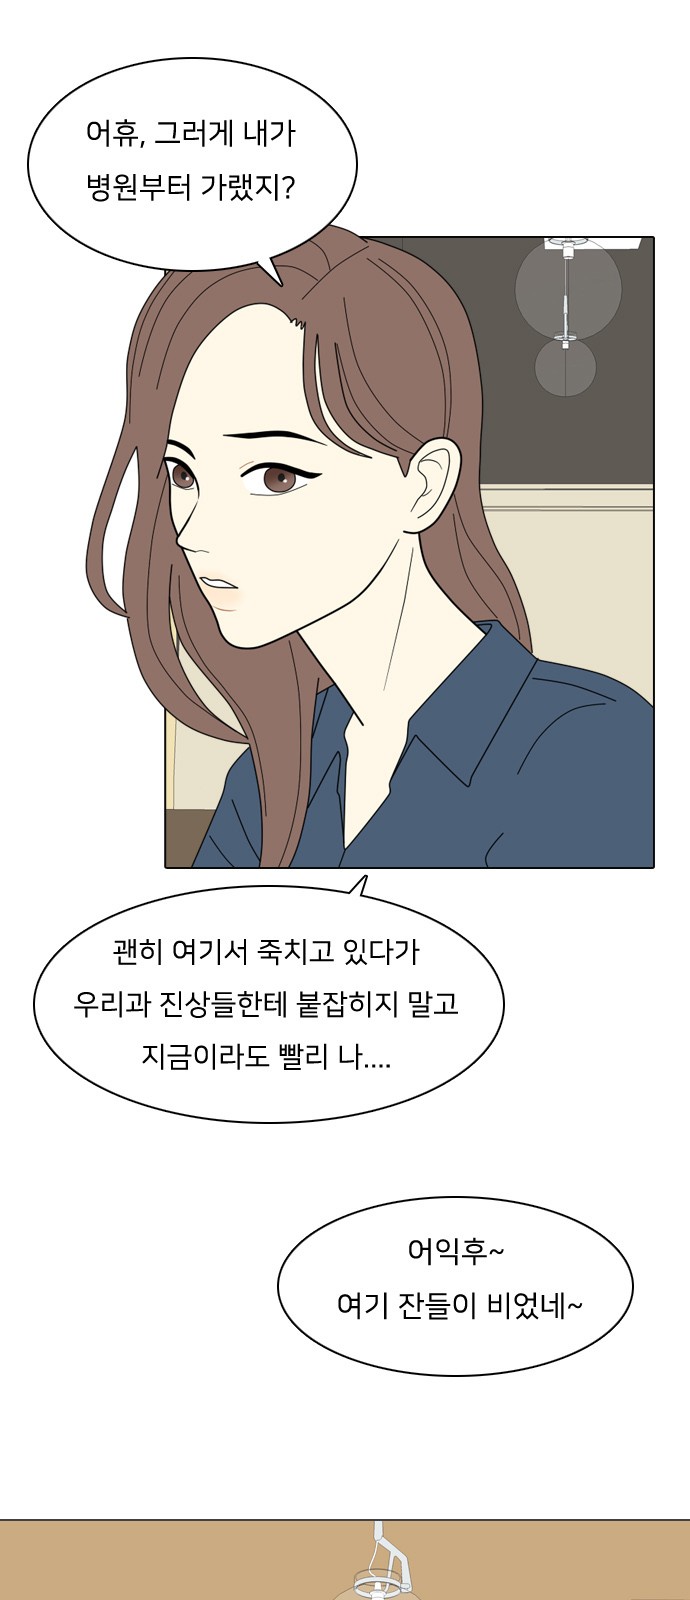 어휴, 그러게 내가
병원부터 가랬지?
괜히 여기서 죽치고 있다가
우리과 진상들한테 붙잡히지 말고
지금이라도 빨리 나....
어익후~
여기 잔들이 비었네~